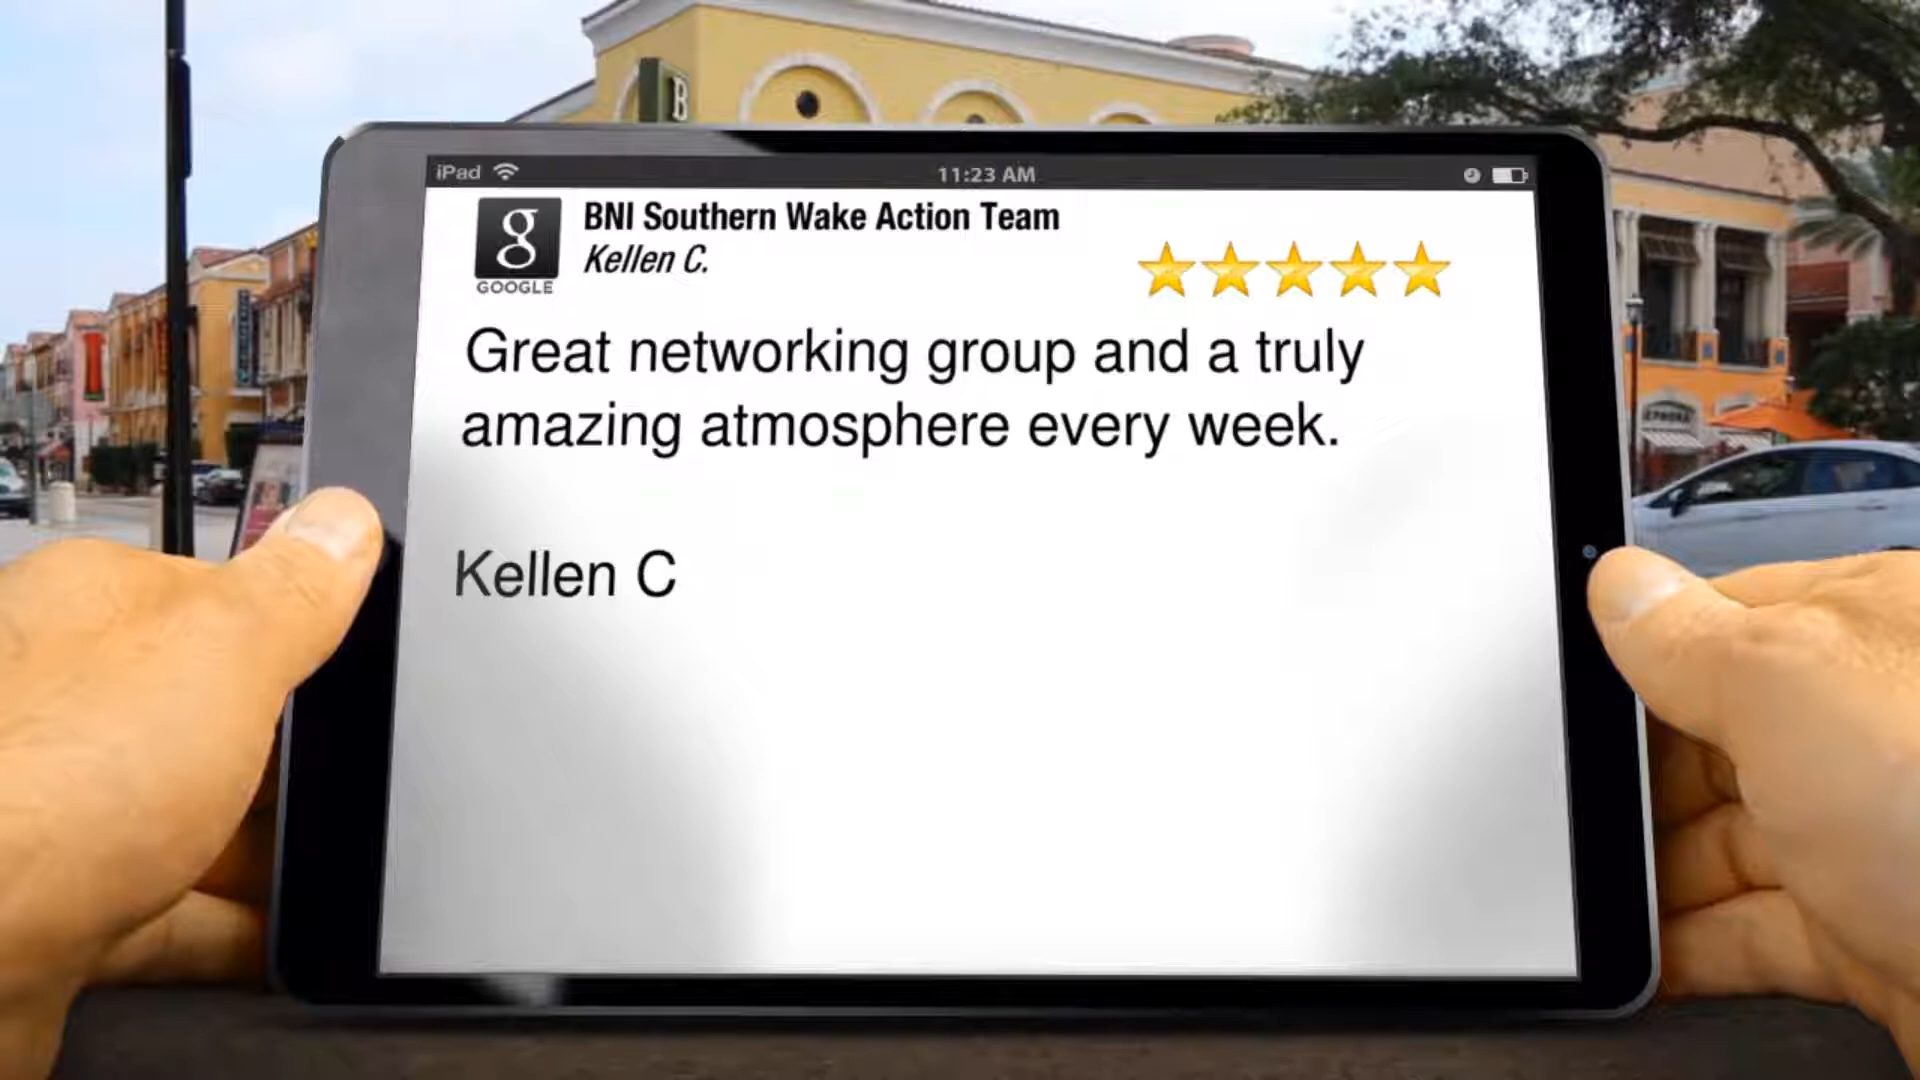 B
iPad
11:23 AM
g
GOOGLE
BNI Southern Wake Action Team
Kellen C.
Great networking group and a truly
amazing atmosphere every week.
Kellen C
SEPHORA